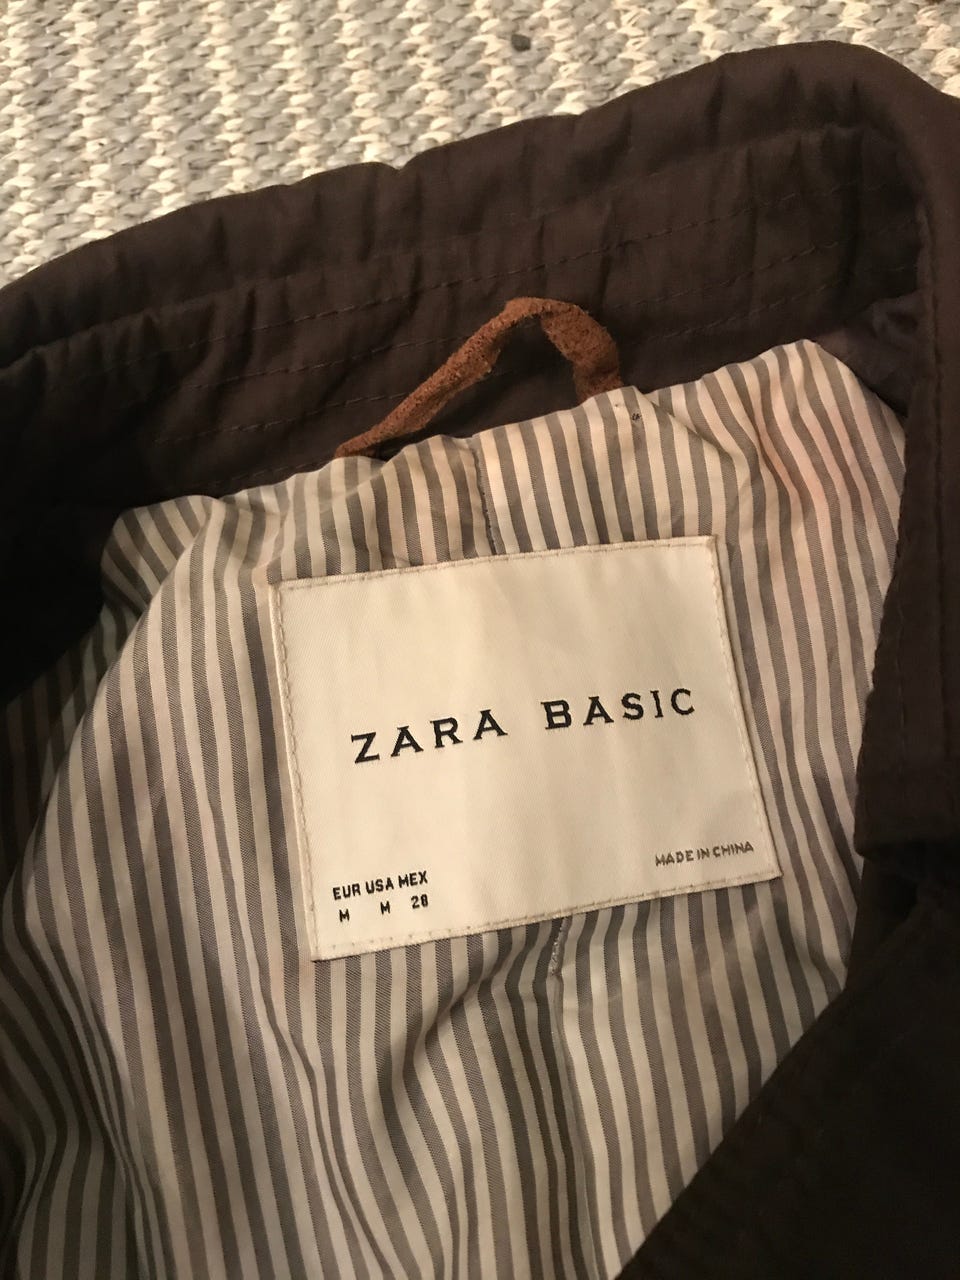 ZARA BASIC
MADE IN CHINA
EUR USA MEX
M M 28